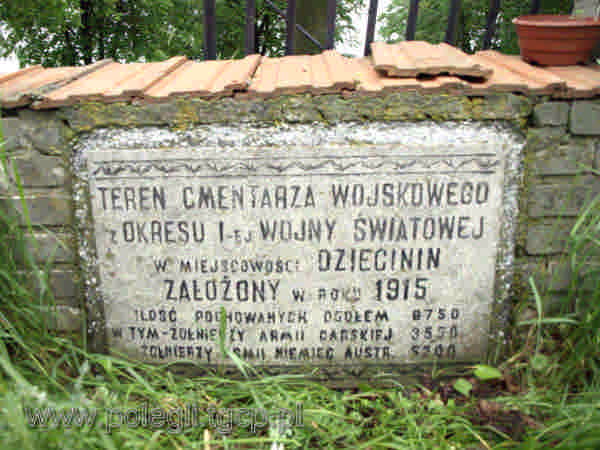 TEREN CMENTARZA WOJSKOWEGO
Z OKRESU I-EJ WOJNY ŚWIATOWEJ
W MIEJSCOWOŚCI DZIECININ
ZAŁOŻONY W ROKU 1915
ILOŚĆ POCHOWANYCH OGOŁEM 8750
W TYM-ŻOŁNIERZY ARMII CARSKIEJ 3550
ŻOŁNIERZY ARMII NIEMIEC AUSTR. 5200
www.polegli.tgcp.pl